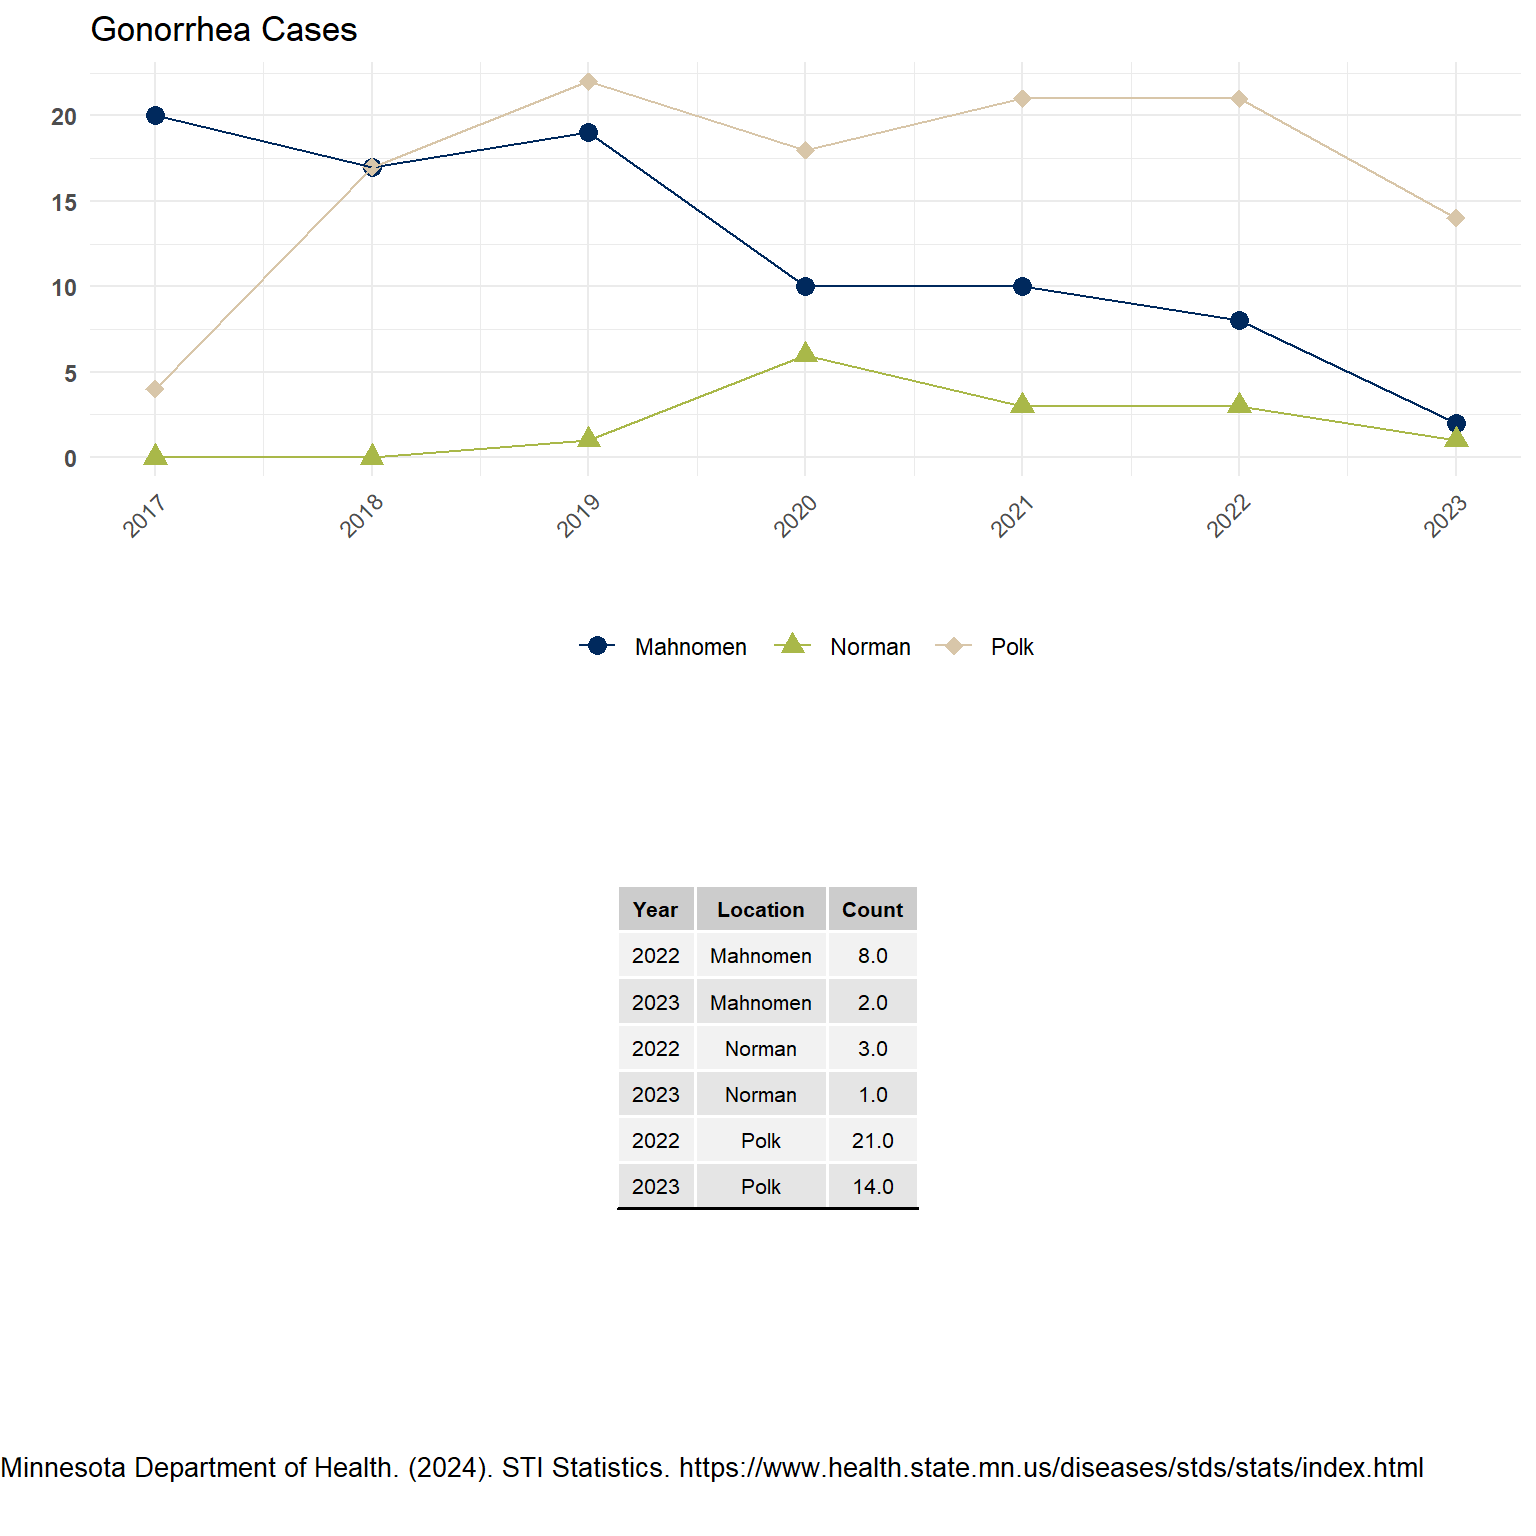 Gonorrhea Cases
20
15
10
5
0
2017 2018 2019 2020 2021 2022 2023
Mahnomen Norman Polk
Year Location Count
2022 Mahnomen 8.0
2023 Mahnomen 2.0
2022 Norman 3.0
2023 Norman 1.0
2022 Polk 21.0
2023 Polk 14.0
Minnesota Department of Health. (2024). STI Statistics. https://www.health.state.mn.us/diseases/stds/stats/index.html